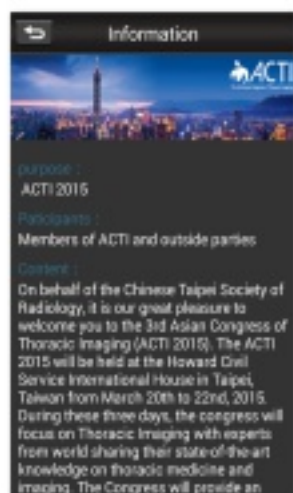 Information
ACTI
purpose :
ACTI 2015
Paticipants :
Members of ACTI and outside parties
Content :
On behalf of the Chinese Taipei Society of
Radiology, it is our great pleasure to
welcome you to the 3rd Asian Congress of
Thoracic Imaging (ACTI 2015). The ACTI
2015 will be held at the Howard Civil
Service International House in Taipei,
Taiwan from March 20th to 22nd, 2015.
During these three days, the congress will
focus on Thoracic Imaging with experts
from world sharing their state-of-the-art
knowledge on thoracic medicine and
imaging. The Congress will provide an